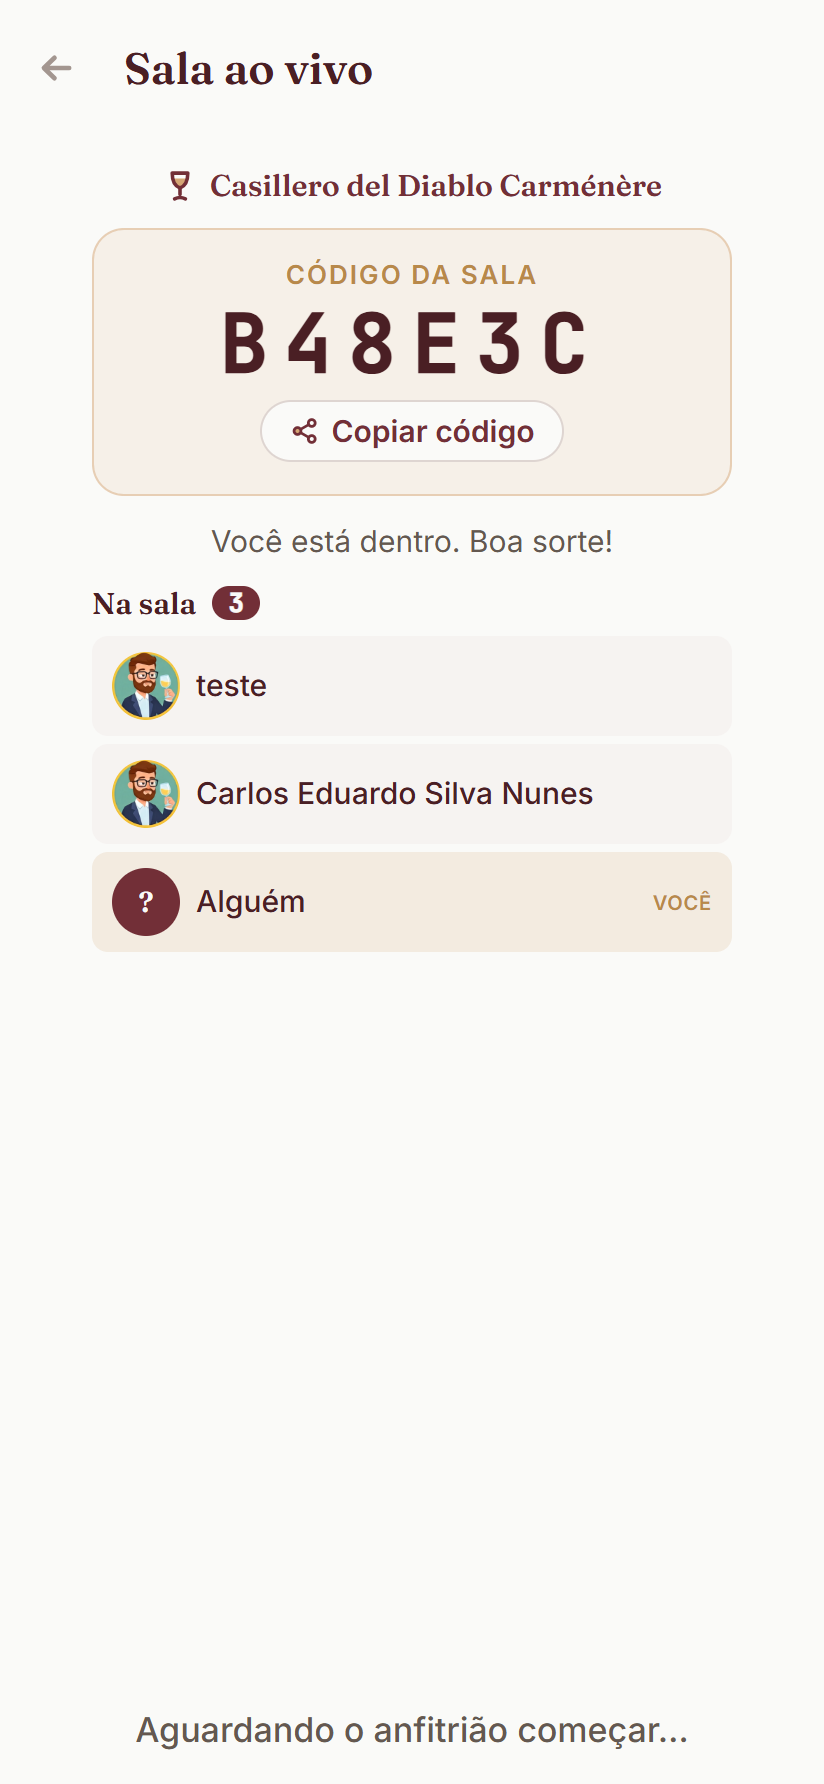 Sala ao vivo
Casillero del Diablo Carménère
CÓDIGO DA SALA
B48E3C
Copiar código
Você está dentro. Boa sorte!
Na sala 3
teste
Carlos Eduardo Silva Nunes
? Alguém VOCÊ
Aguardando o anfitrião começar...